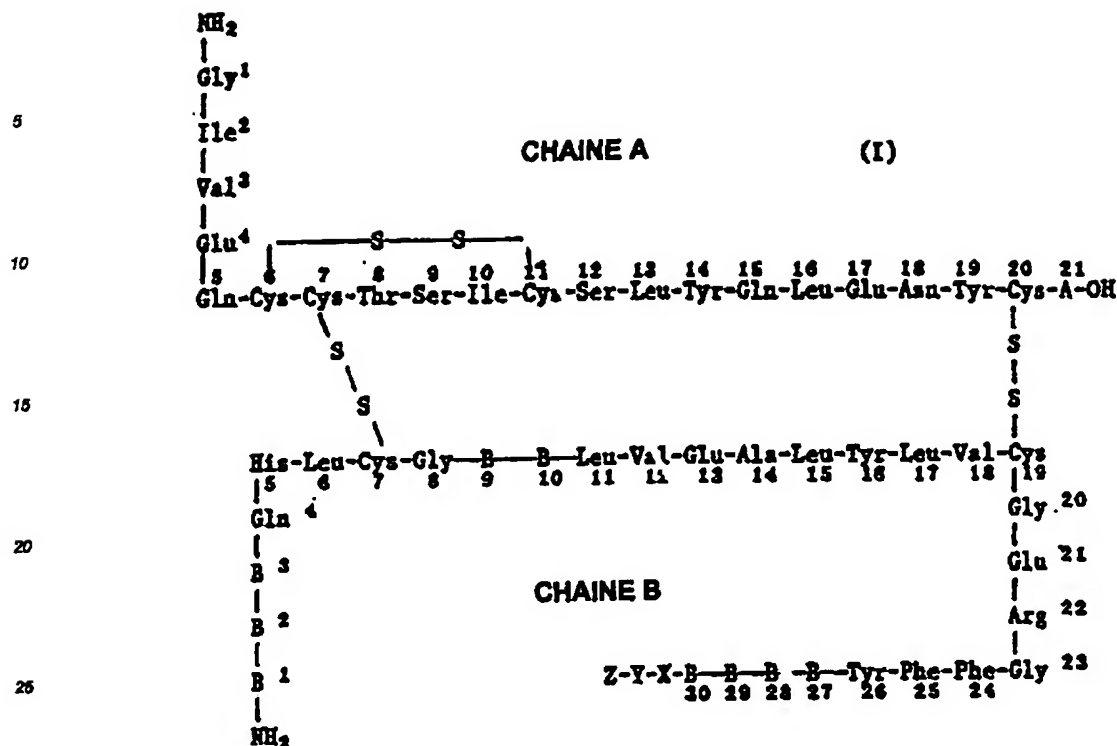 NH2
Gly1
5
Ile2
CHAINE A (I)
Val3
Glu4 S S
10
5 6 7 8 9 10 11 12 13 14 15 16 17 18 19 20 21
Gln-Cys-Cys-Thr-Ser-Ile-Cys-Ser-Leu-Tyr-Gln-Leu-Glu-Asn-Tyr-Cys-A-OH
S S
15 S S
His-Leu-Cys-Gly-B-B-Leu-Val-Glu-Ala-Leu-Tyr-Leu-Val-Cys
5 6 7 8 9 10 11 11 13 14 15 16 17 18 19
Gln 4 Gly 20
20
B 3 Glu 21
CHAINE B
B 2 Arg 22
25 B 1 Z-Y-X-B-B-B-B-Tyr-Phe-Phe-Gly 23
30 29 28 27 26 25 24
NH2